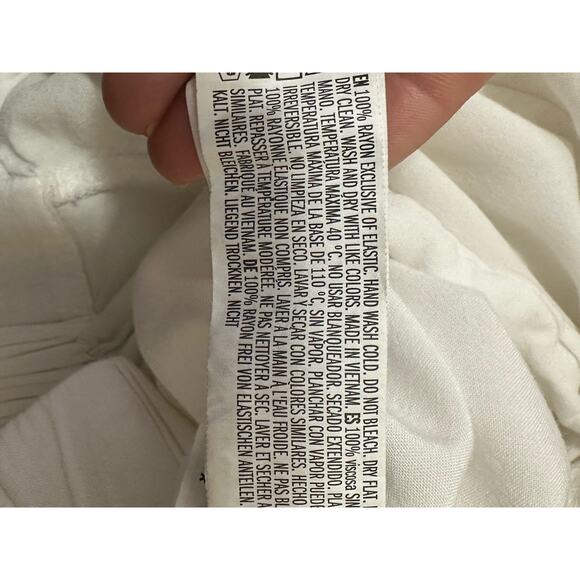 EN 100% RAYON EXCLUSIVE OF ELASTIC. HAND WASH COLD. DO NOT BLEACH. DRY FLAT.
DRY CLEAN. WASH AND DRY WITH LIKE COLORS. MADE IN VIETNAM. ES 100% viscosa SIN
MANO. TEMPERATURA MÁXIMA 40 ºC. NO USAR BLANQUEADOR. SECADO EXTENDIDO. PLA
TEMPERATURA MÁXIMA DE LA BASE DE 110 ºC, SIN VAPOR. PLANCHAR CON VAPOR PUEDE
IRREVERSIBLE. NO LIMPIEZA EN SECO. LAVAR Y SECAR CON COLORES SIMILARES. HECHO
100% RAYONNE ÉLASTIQUE NON COMPRIS. LAVER À LA MAIN À L'EAU FROIDE. NE PAS BL
PLAT. REPASSER À TEMPÉRATURE MODÉRÉE. NE PAS NETTOYER À SEC. LAVER ET SÉCHER A
SIMILAIRES. FABRIQUÉ AU VIETNAM. DE 100% RAYON FREI VON ELASTISCHEN ANTEILEN.
KALT. NICHT BLEICHEN. LIEGEND TROCKNEN. NICHT